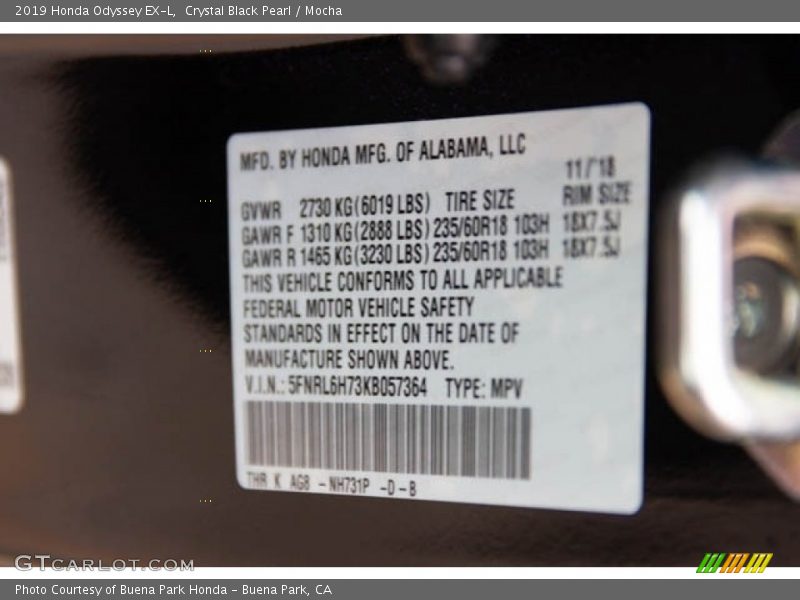 2019 Honda Odyssey EX-L,  Crystal Black Pearl / Mocha
MFD. BY HONDA MFG. OF ALABAMA, LLC
11/'18
GVWR 2730 KG(6019 LBS) TIRE SIZE RIM SIZE
GAWR F 1310 KG(2888 LBS) 235/60R18 103H 18X7.5J
GAWR R 1465 KG(3230 LBS) 235/60R18 103H 18X7.5J
THIS VEHICLE CONFORMS TO ALL APPLICABLE
FEDERAL MOTOR VEHICLE SAFETY
STANDARDS IN EFFECT ON THE DATE OF
MANUFACTURE SHOWN ABOVE.
V.I.N.: 5FNRL6H73KB057364 TYPE: MPV
THR K AG8 -NH731P -D-B
GTCARLOT.COM
Photo Courtesy of Buena Park Honda - Buena Park, CA